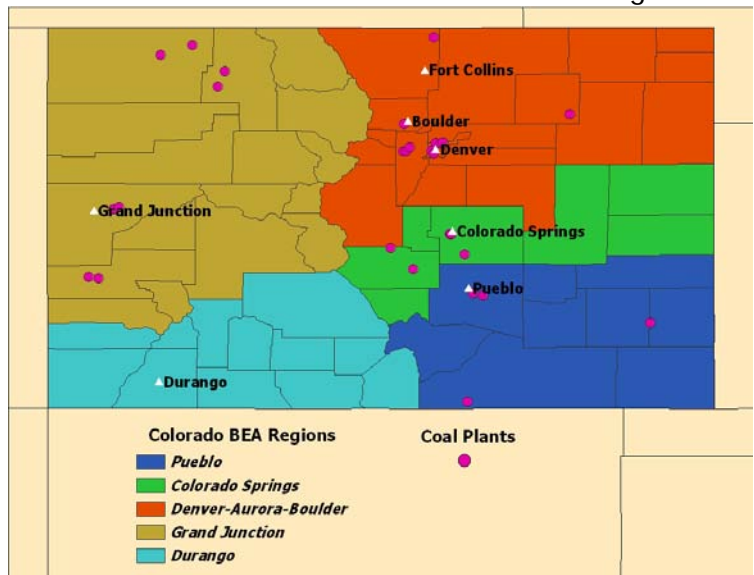 Fort Collins
Boulder
Denver
Grand Junction
Colorado Springs
Pueblo
Durango
Colorado BEA Regions
Pueblo
Colorado Springs
Denver-Aurora-Boulder
Grand Junction
Durango
Coal Plants